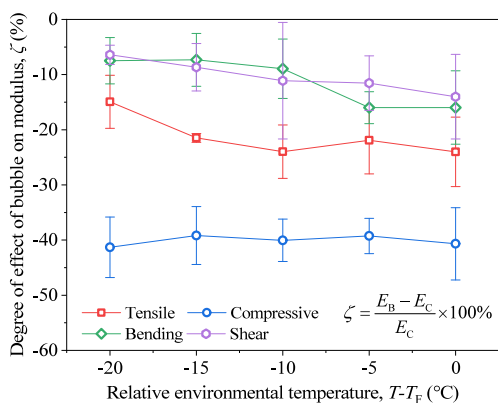 Degree of effect of bubble on modulus, ζ (%)
0
-10
-20
-30
-40
-50
-60
Tensile
Compressive
Bending
Shear
ζ = (E_B − E_C) / E_C ×100%
-20
-15
-10
-5
0
Relative environmental temperature, T-T_F (°C)